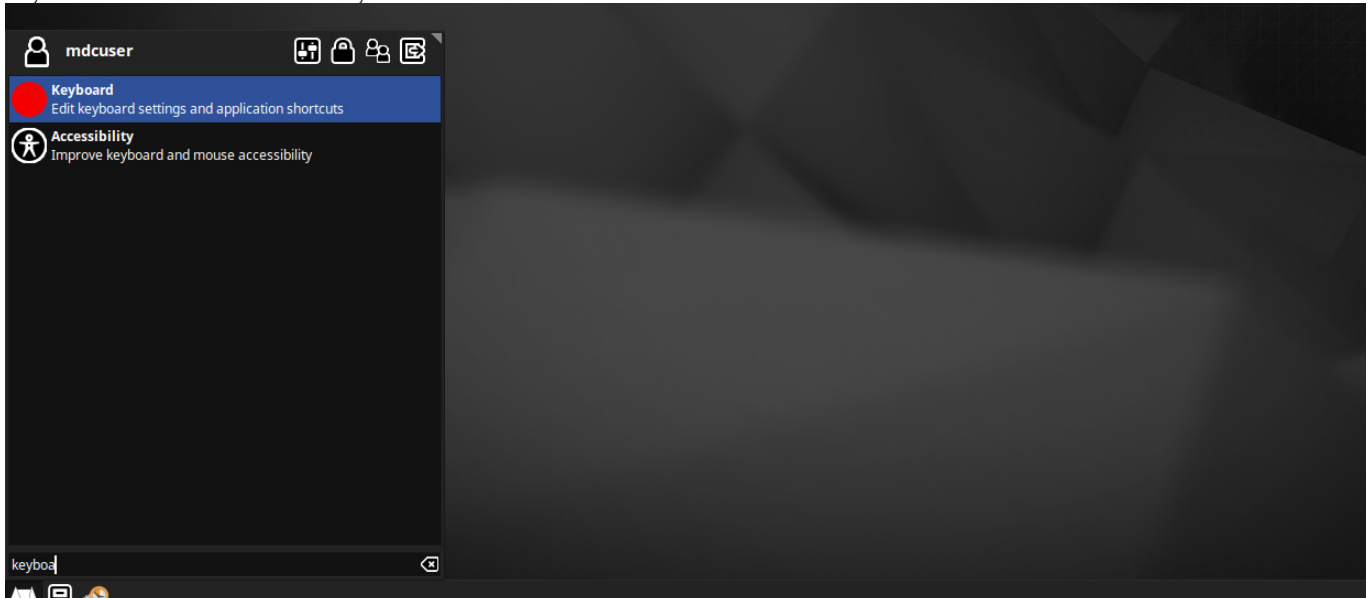 mdcuser
Keyboard
Edit keyboard settings and application shortcuts
Accessibility
Improve keyboard and mouse accessibility
keyboa